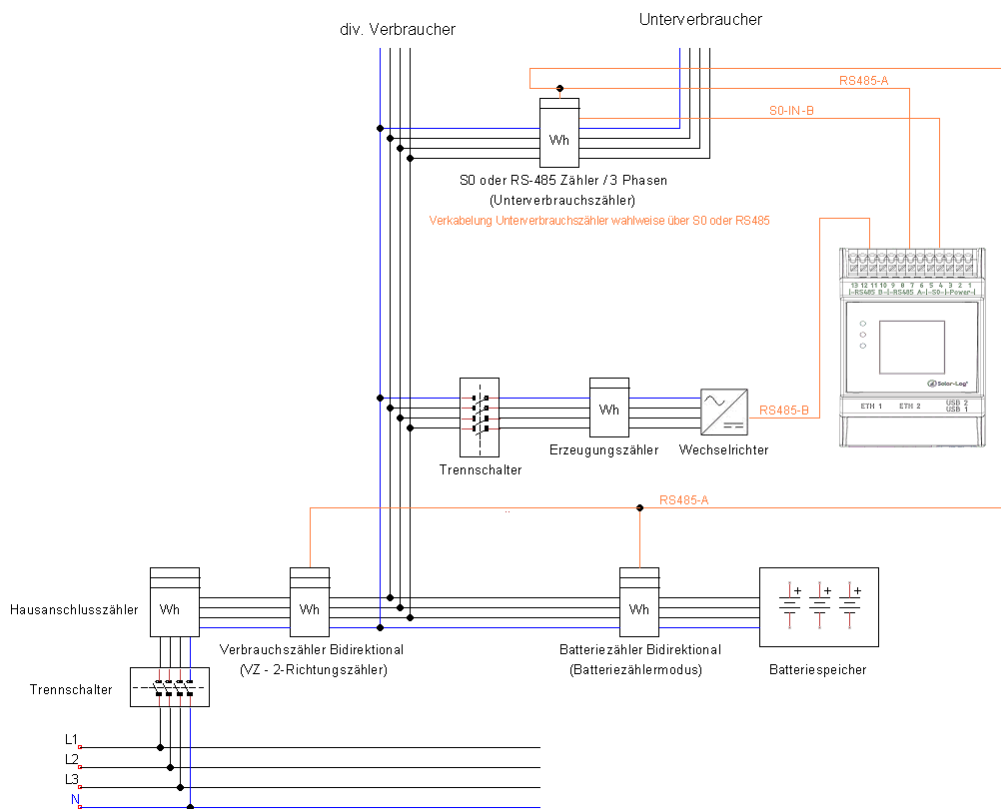 div. Verbraucher
Unterverbraucher
RS485-A
S0-IN-B
Wh
S0 oder RS-485 Zähler / 3 Phasen
(Unterverbrauchszähler)
Verkabelung Unterverbrauchszähler wahlweise über S0 oder RS485
13 12 11 10 9 8 7 6 5 4 3 2 1
|-RS485 B-|-RS485 A-|-S0-|-Power-|
Solar-Log®
ETH 1 ETH 2 USB 2
USB 1
Wh
RS485-B
Trennschalter
Erzeugungszähler
Wechselrichter
RS485-A
Hausanschlusszähler
Wh
Wh
Wh
+ + +
Verbrauchszähler Bidirektional
(VZ - 2-Richtungszähler)
Batteriezähler Bidirektional
(Batteriezählermodus)
Batteriespeicher
Trennschalter
L1
L2
L3
N